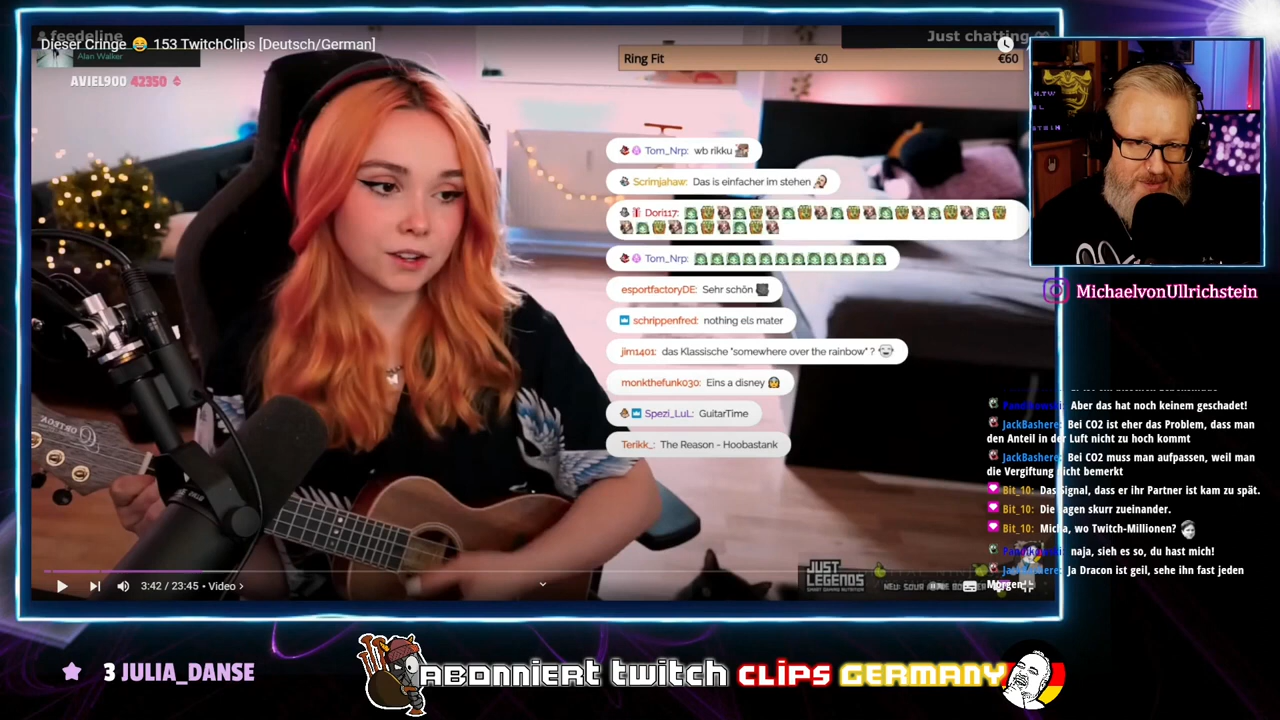 feedeline
Dieser Cringe 😂 153 TwitchClips [Deutsch/German]
Alan Walker
AVIEL900 42350
Just chatting
Ring Fit €0 €60
Tom_Nrp: wb rikku
Scrimjahaw: Das is einfacher im stehen
Dori117:
Tom_Nrp:
esportfactoryDE: Sehr schön
schrippenfred: nothing els mater
jim1401: das Klassische "somewhere over the rainbow" ?
monkthefunk030: Eins a disney
Spezi_LuL: GuitarTime
Terikk_: The Reason - Hoobastank
ORTEGA
JUST
LEGENDS
3:42 / 23:45 • Video ›
MichaelvonUllrichstein
Aber das hat noch keinem geschadet!
JackBashere: Bei CO2 ist eher das Problem, dass man
den Anteil in der Luft nicht zu hoch kommt
JackBashere: Bei CO2 muss man aufpassen, weil man
die Vergiftung nicht bemerkt
Bit_10: Das Signal, dass er ihr Partner ist kam zu spät.
Bit_10: Die sagen skurr zueinander.
Bit_10: Micha, wo Twitch-Millionen?
naja, sieh es so, du hast mich!
JackBashere: Ja Dracon ist geil, sehe ihn fast jeden
Morgen
3 JULIA_DANSE
ABONNIERT twitch CLIPS GERMANY